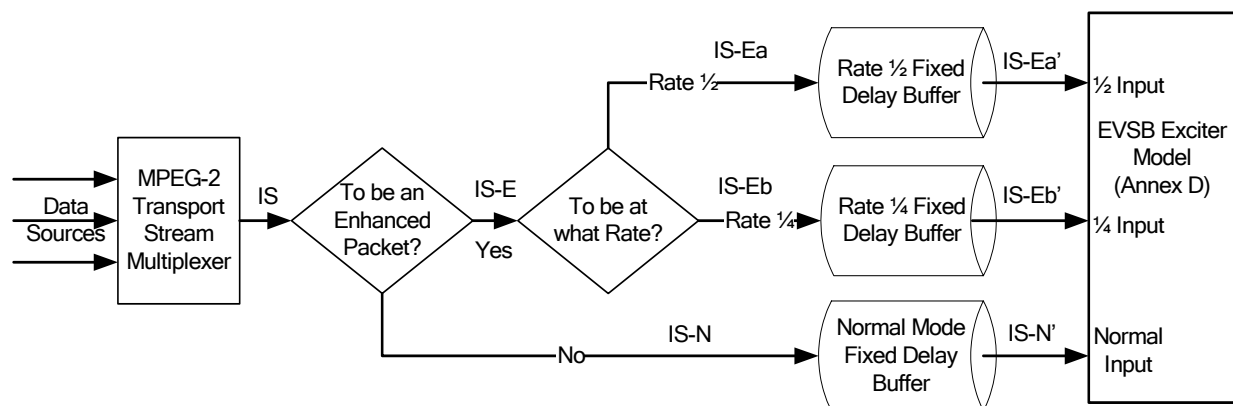 Data
Sources
MPEG-2
Transport
Stream
Multiplexer
IS
To be an
Enhanced
Packet?
IS-E
Yes
No
To be at
what Rate?
IS-Ea
Rate ½
Rate ½ Fixed
Delay Buffer
IS-Ea’
½ Input
IS-Eb
Rate ¼
Rate ¼ Fixed
Delay Buffer
IS-Eb’
¼ Input
IS-N
Normal Mode
Fixed Delay
Buffer
IS-N’
Normal
Input
EVSB Exciter
Model
(Annex D)